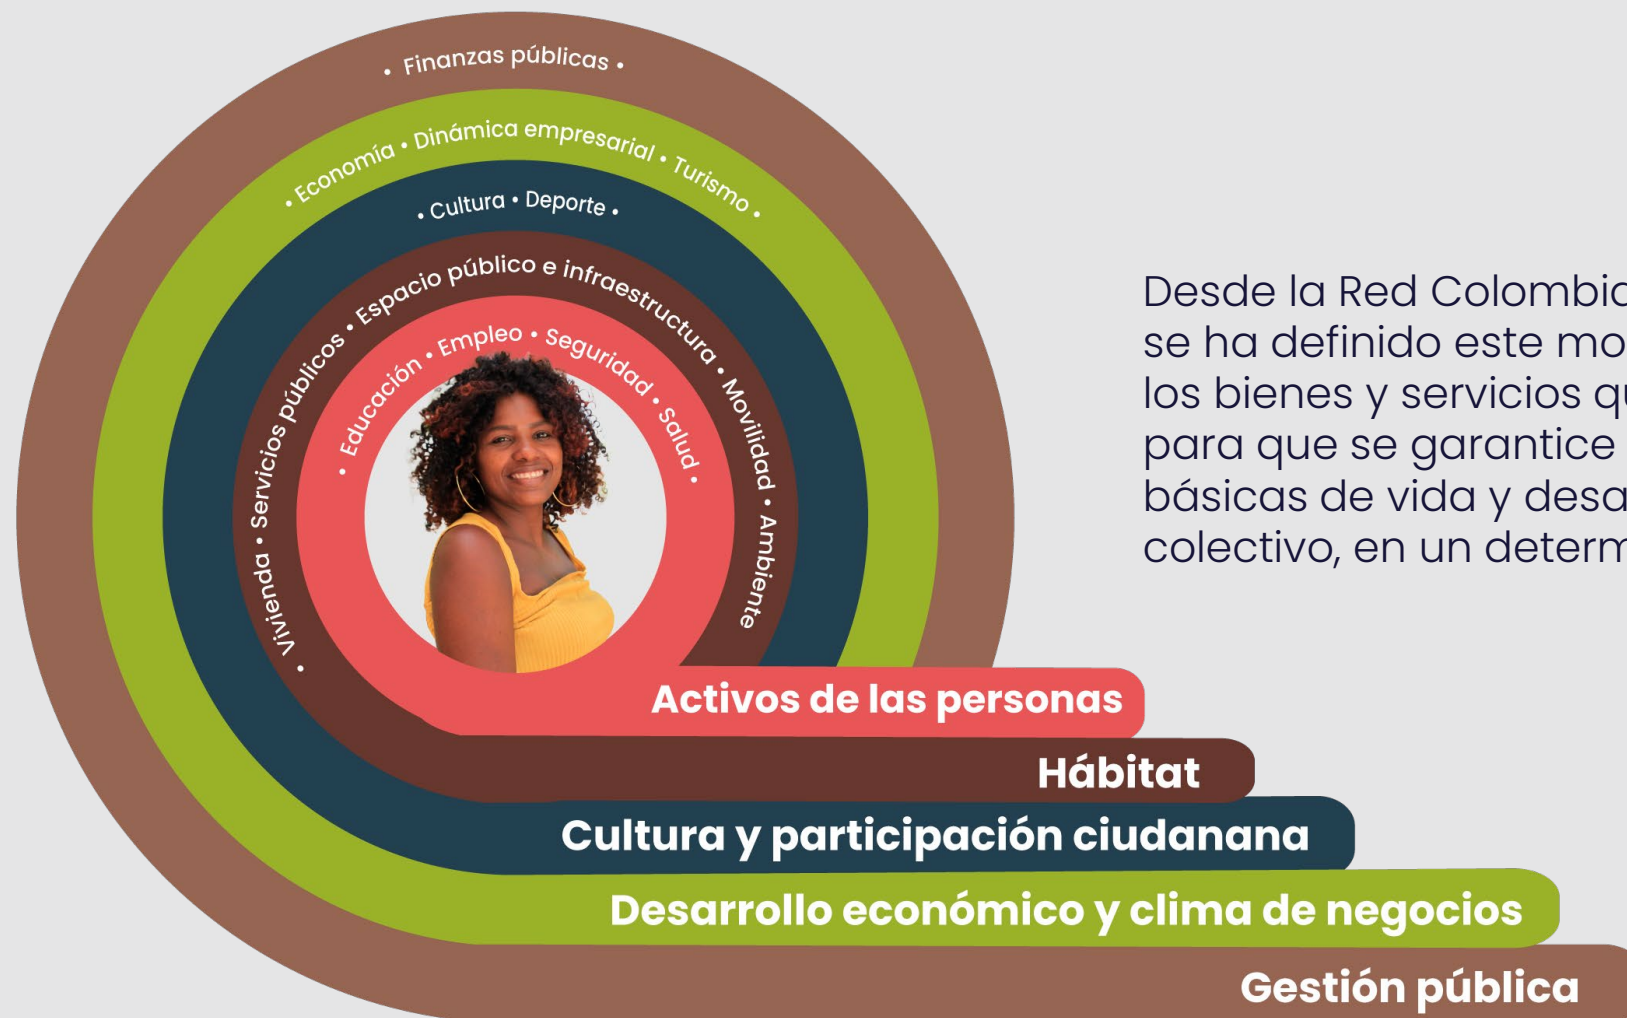 • Finanzas públicas •
• Economía • Dinámica empresarial • Turismo •
• Cultura • Deporte •
• Vivienda • Servicios públicos • Espacio público e infraestructura • Movilidad • Ambiente
• Educación • Empleo • Seguridad • Salud •
Desde la Red Colombia
se ha definido este mo
los bienes y servicios qu
para que se garantice
básicas de vida y desa
colectivo, en un determ
Activos de las personas
Hábitat
Cultura y participación ciudanana
Desarrollo económico y clima de negocios
Gestión pública